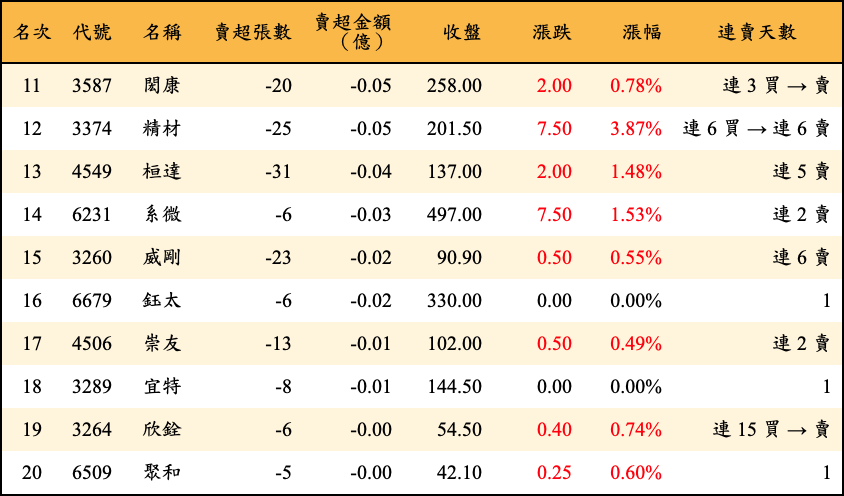 名次 代號 名稱 賣超張數 賣超金額（億） 收盤 漲跌 漲幅 連賣天數
11 3587 閎康 -20 -0.05 258.00 2.00 0.78% 連 3 買 → 賣
12 3374 精材 -25 -0.05 201.50 7.50 3.87% 連 6 買 → 連 6 賣
13 4549 桓達 -31 -0.04 137.00 2.00 1.48% 連 5 賣
14 6231 系微 -6 -0.03 497.00 7.50 1.53% 連 2 賣
15 3260 威剛 -23 -0.02 90.90 0.50 0.55% 連 6 賣
16 6679 鈺太 -6 -0.02 330.00 0.00 0.00% 1
17 4506 崇友 -13 -0.01 102.00 0.50 0.49% 連 2 賣
18 3289 宜特 -8 -0.01 144.50 0.00 0.00% 1
19 3264 欣銓 -6 -0.00 54.50 0.40 0.74% 連 15 買 → 賣
20 6509 聚和 -5 -0.00 42.10 0.25 0.60% 1